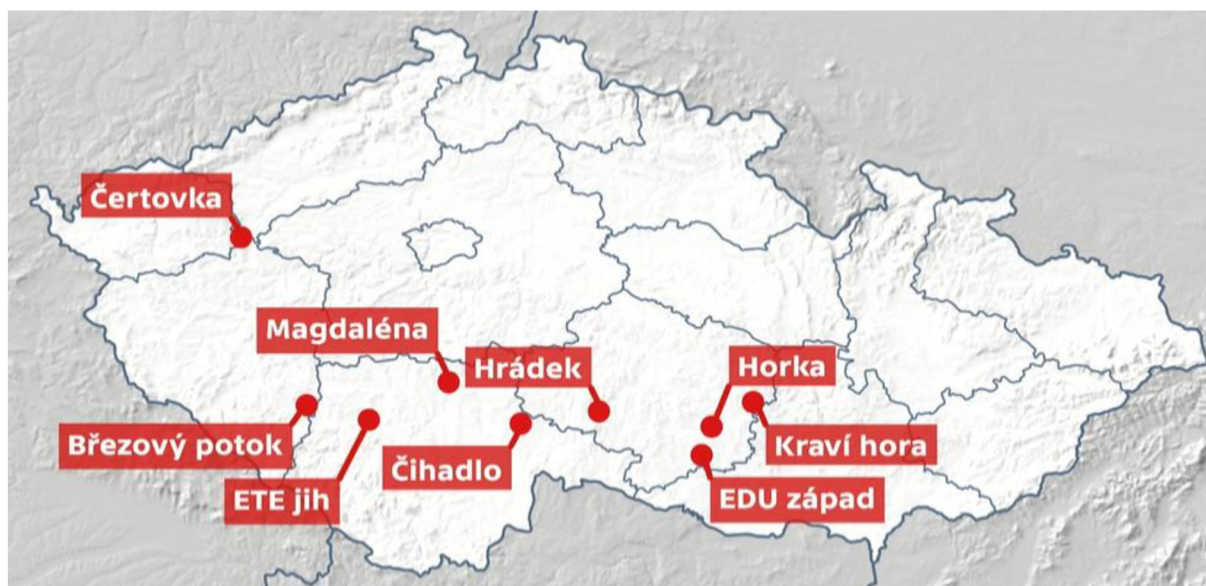 Čertovka
Magdaléna
Hrádek
Horka
Březový potok
Čihadlo
Kraví hora
ETE jih
EDU západ